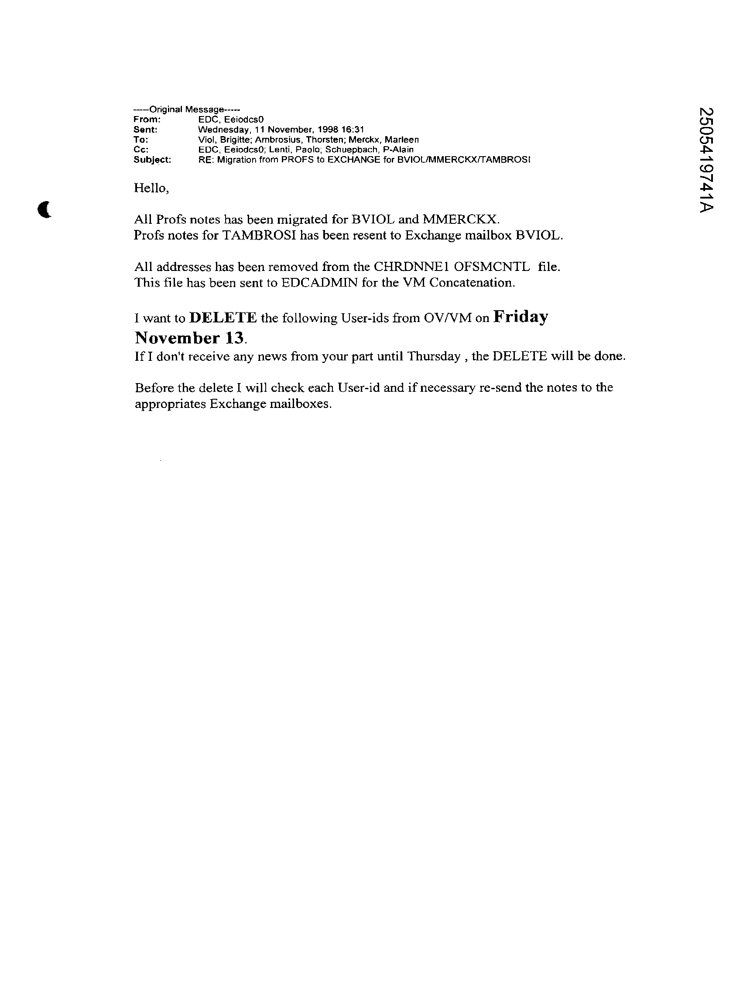 -----Original Message-----
From: EDC, Eeiodcs0
Sent: Wednesday, 11 November, 1998 16:31
To: Viol, Brigitte; Ambrosius, Thorsten; Merckx, Marleen
Cc: EDC, Eeiodcs0; Lenti, Paolo; Schuepbach, P-Alain
Subject: RE: Migration from PROFS to EXCHANGE for BVIOL/MMERCKX/TAMBROSI
Hello,
All Profs notes has been migrated for BVIOL and MMERCKX.
Profs notes for TAMBROSI has been resent to Exchange mailbox BVIOL.
All addresses has been removed from the CHRDNNE1 OFSMCNTL file.
This file has been sent to EDCADMIN for the VM Concatenation.
I want to DELETE the following User-ids from OV/VM on Friday
November 13.
If I don't receive any news from your part until Thursday , the DELETE will be done.
Before the delete I will check each User-id and if necessary re-send the notes to the
appropriates Exchange mailboxes.
2505419741A